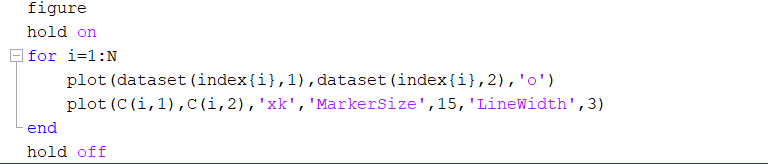 figure
hold on
for i=1:N
plot(dataset(index{i},1),dataset(index{i},2),'o')
plot(C(i,1),C(i,2),'xk','MarkerSize',15,'LineWidth',3)
end
hold off